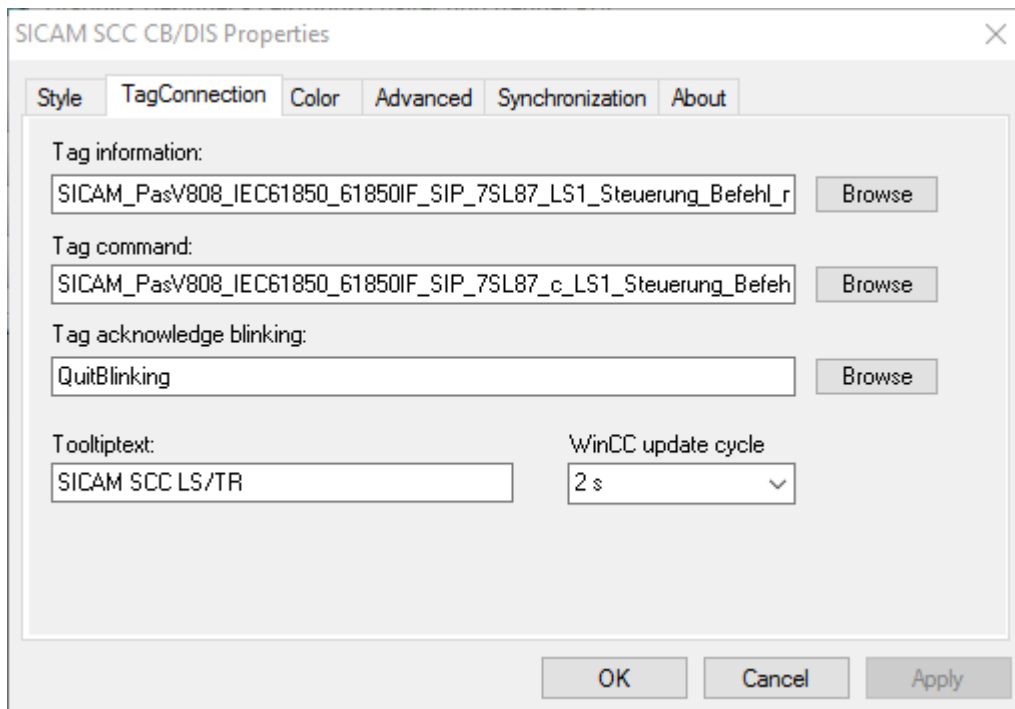 SICAM SCC CB/DIS Properties
Style TagConnection Color Advanced Synchronization About
Tag information:
SICAM_PasV808_IEC61850_61850IF_SIP_7SL87_LS1_Steuerung_Befehl_r Browse
Tag command:
SICAM_PasV808_IEC61850_61850IF_SIP_7SL87_c_LS1_Steuerung_Befeh Browse
Tag acknowledge blinking:
QuitBlinking Browse
Tooltiptext: WinCC update cycle
SICAM SCC LS/TR 2 s
OK Cancel Apply